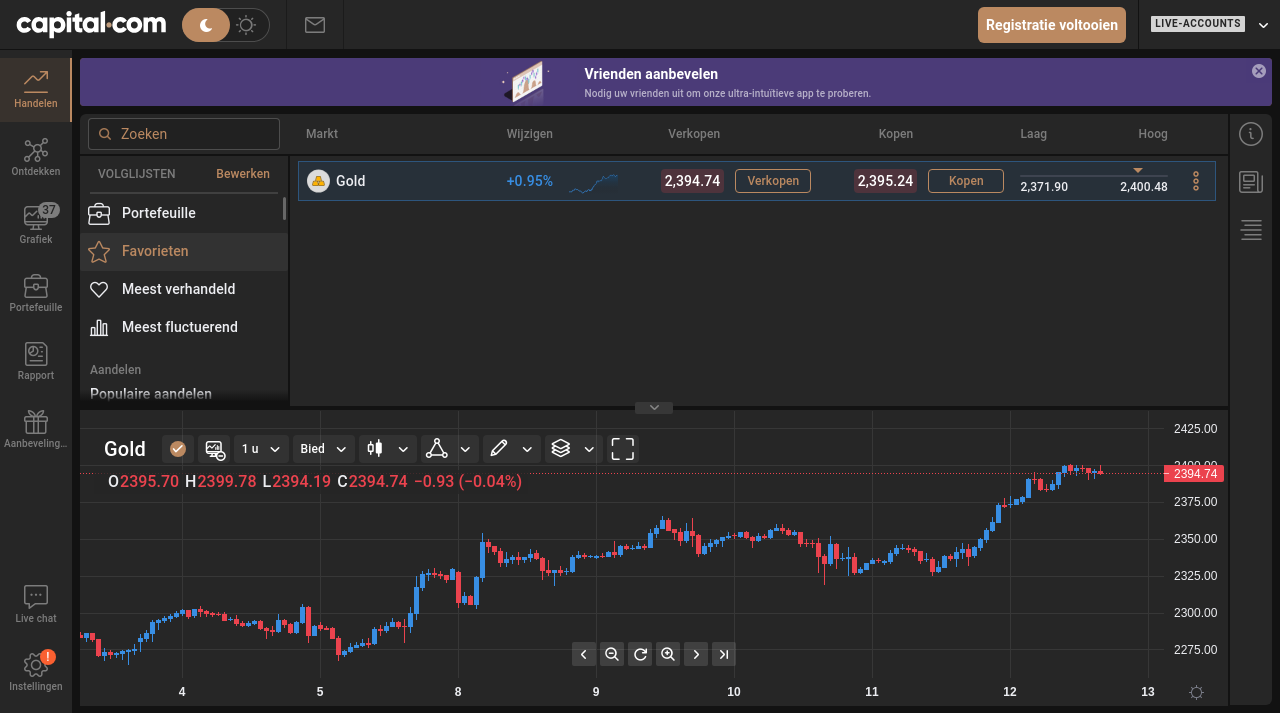 capital.com
Registratie voltooien
LIVE-ACCOUNTS
Vrienden aanbevelen
Nodig uw vrienden uit om onze ultra-intuïtieve app te proberen.
Handelen
Ontdekken
37
Grafiek
Portefeuille
Rapport
Aanbeveling...
Live chat
!
Instellingen
Zoeken
Markt
Wijzigen
Verkopen
Kopen
Laag
Hoog
VOLGLIJSTEN
Bewerken
Portefeuille
Favorieten
Meest verhandeld
Meest fluctuerend
Aandelen
Populaire aandelen
Gold
+0.95%
2,394.74
Verkopen
2,395.24
Kopen
2,371.90
2,400.48
Gold
1 u
Bied
O2395.70 H2399.78 L2394.19 C2394.74 −0.93 (−0.04%)
2425.00
2400.00
2394.74
2375.00
2350.00
2325.00
2300.00
2275.00
4 5 8 9 10 11 12 13